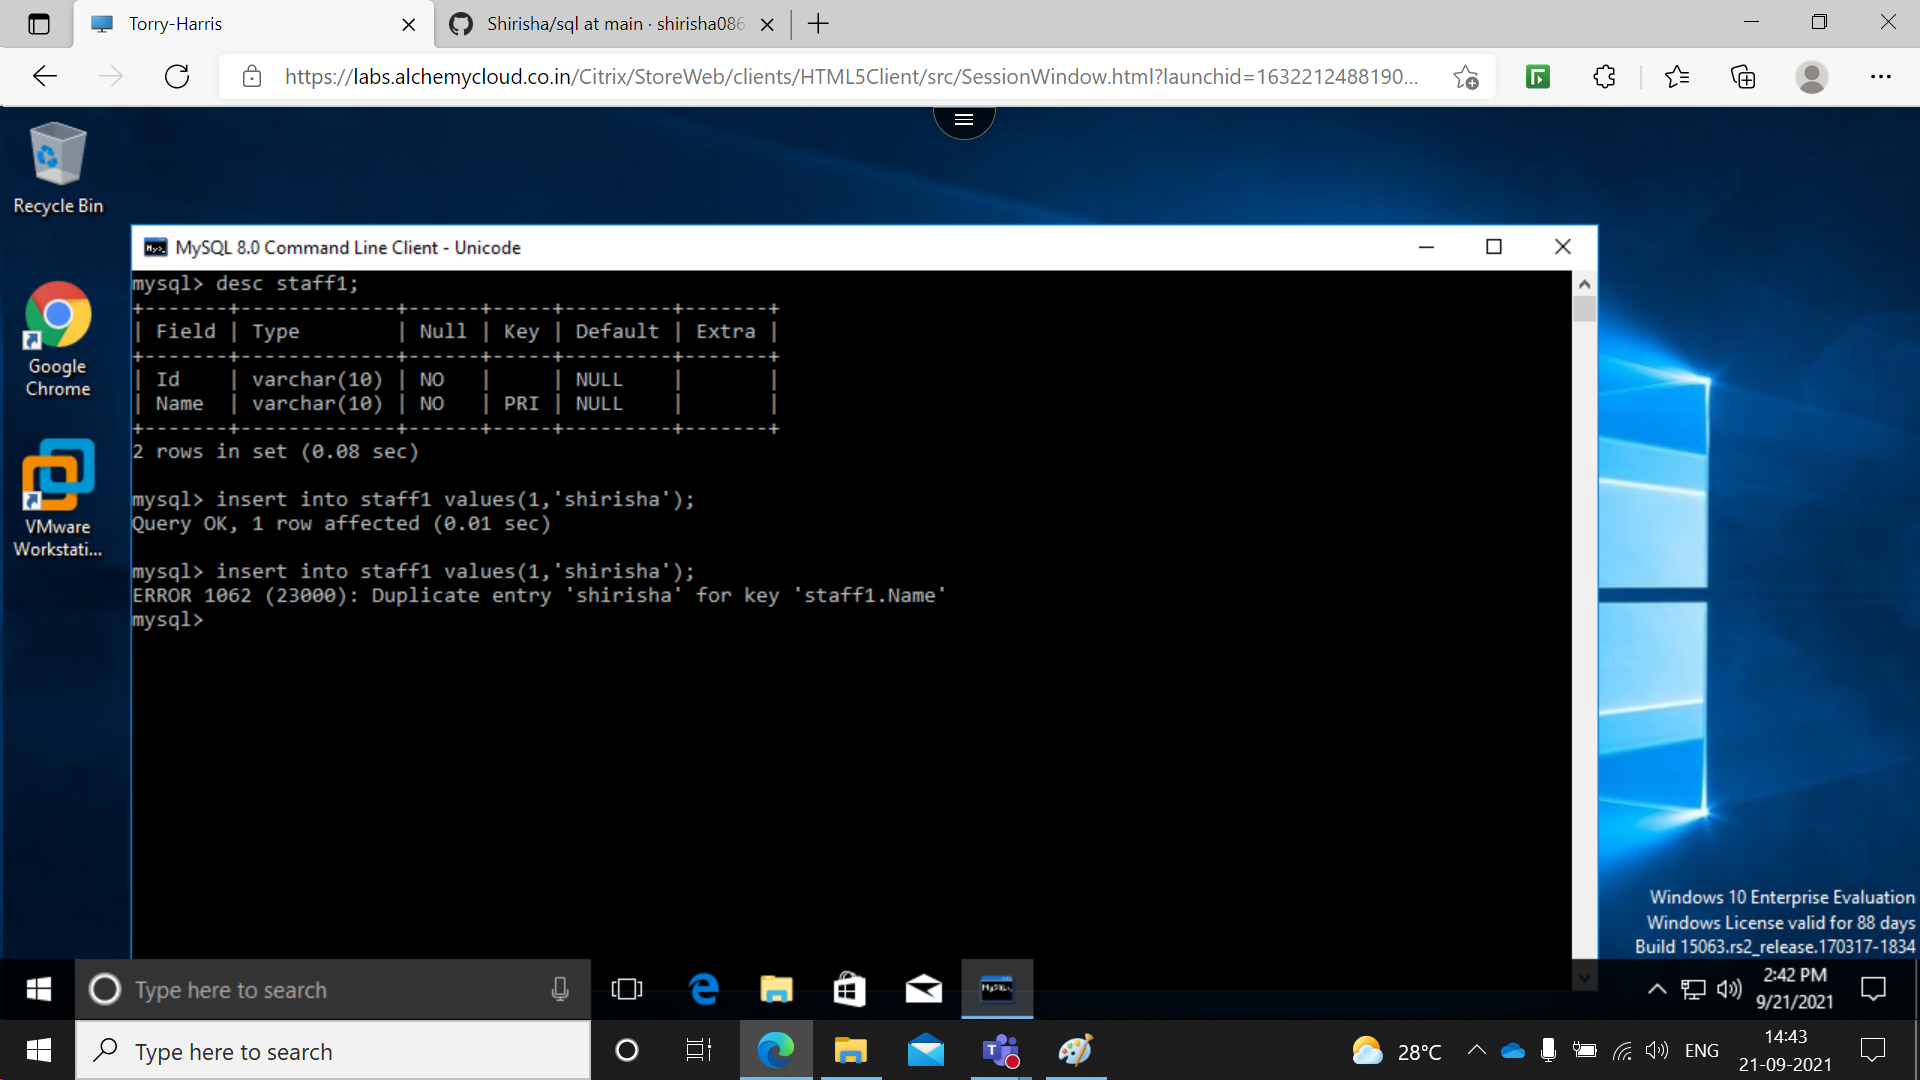 Torry-Harris
Shirisha/sql at main · shirisha086
https://labs.alchemycloud.co.in/Citrix/StoreWeb/clients/HTML5Client/src/SessionWindow.html?launchid=1632212488190...
Recycle Bin
Google
Chrome
VMware
Workstati...
MySQL 8.0 Command Line Client - Unicode
mysql> desc staff1;
+-------+-------------+------+-----+---------+-------+
| Field | Type        | Null | Key | Default | Extra |
+-------+-------------+------+-----+---------+-------+
| Id    | varchar(10) | NO   |     | NULL    |       |
| Name  | varchar(10) | NO   | PRI | NULL    |       |
+-------+-------------+------+-----+---------+-------+
2 rows in set (0.08 sec)
mysql> insert into staff1 values(1,'shirisha');
Query OK, 1 row affected (0.01 sec)
mysql> insert into staff1 values(1,'shirisha');
ERROR 1062 (23000): Duplicate entry 'shirisha' for key 'staff1.Name'
mysql>
Windows 10 Enterprise Evaluation
Windows License valid for 88 days
Build 15063.rs2_release.170317-1834
Type here to search
2:42 PM
9/21/2021
Type here to search
28°C
ENG
14:43
21-09-2021